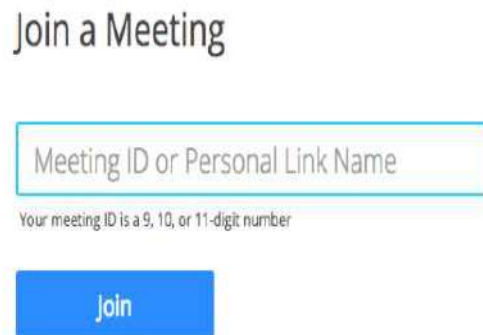 Join a Meeting
Meeting ID or Personal Link Name
Your meeting ID is a 9, 10, or 11-digit number
Join